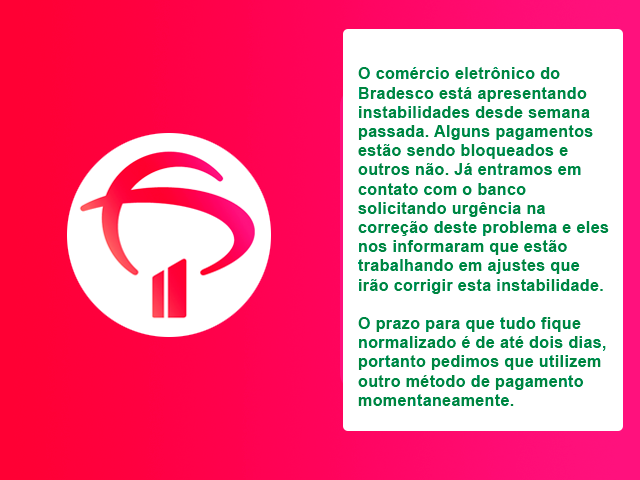 O comércio eletrônico do
Bradesco está apresentando
instabilidades desde semana
passada. Alguns pagamentos
estão sendo bloqueados e
outros não. Já entramos em
contato com o banco
solicitando urgência na
correção deste problema e eles
nos informaram que estão
trabalhando em ajustes que
irão corrigir esta instabilidade.
O prazo para que tudo fique
normalizado é de até dois dias,
portanto pedimos que utilizem
outro método de pagamento
momentaneamente.